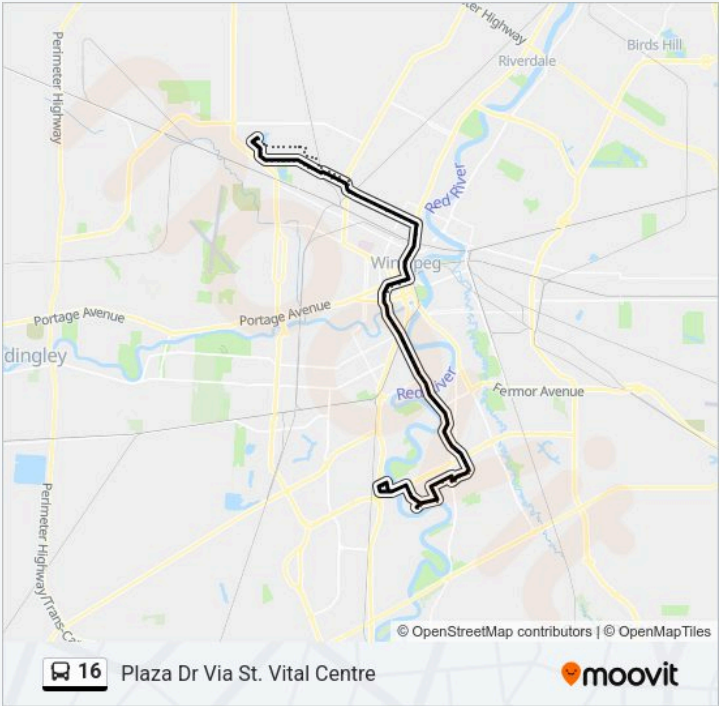 ter Highway
Birds Hill
Riverdale
Perimeter Highway
Red River
Winnipeg
Portage Avenue
Portage Avenue
dingley
Red River
Fermor Avenue
Perimeter Highway/Trans-Ca
© OpenStreetMap contributors | © OpenMapTiles
16 Plaza Dr Via St. Vital Centre
moovit